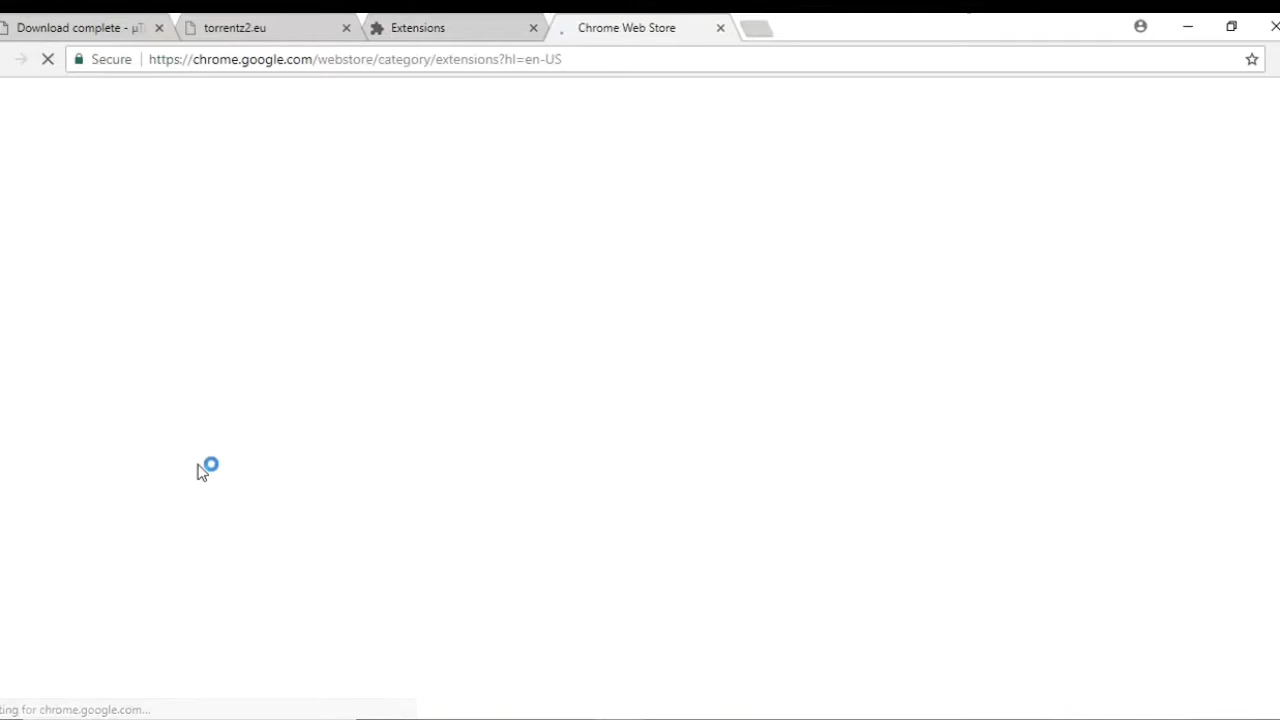 Download complete - µT
torrentz2.eu
Extensions
Chrome Web Store
Secure
https://chrome.google.com/webstore/category/extensions?hl=en-US
ting for chrome.google.com...